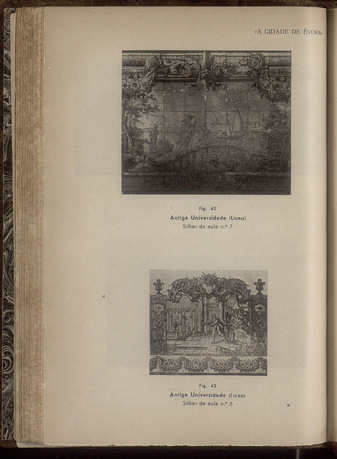 «A CIDADE DE ÉVORA»
Fig. 42
Antiga Universidade (Liceu)
Silhar da aula n.º 7
Fig. 43
Antiga Universidade (Liceu)
Silhar da aula n.º 8